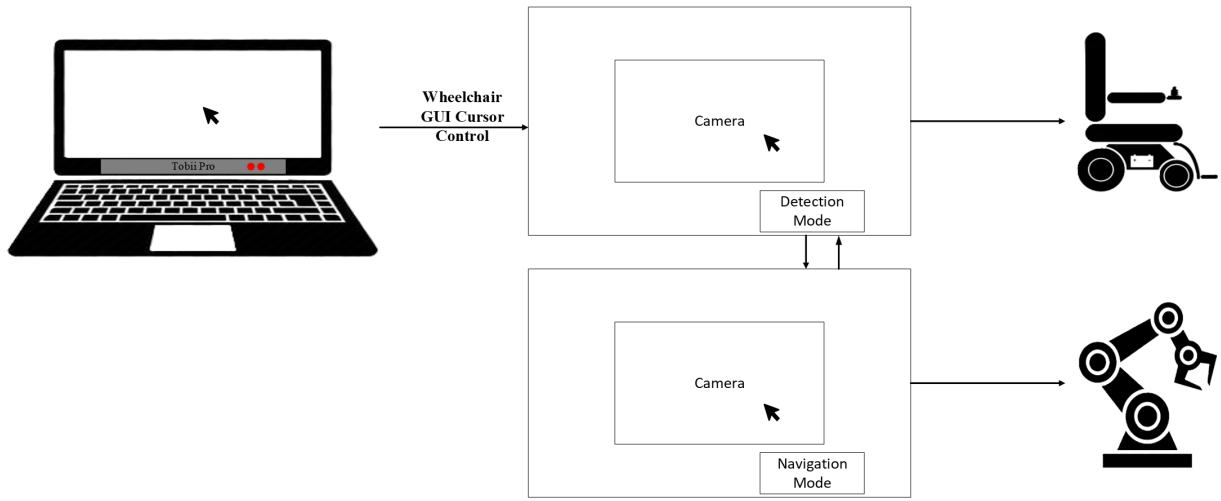 Tobii Pro
Wheelchair
GUI Cursor
Control
Camera
Detection
Mode
Camera
Navigation
Mode